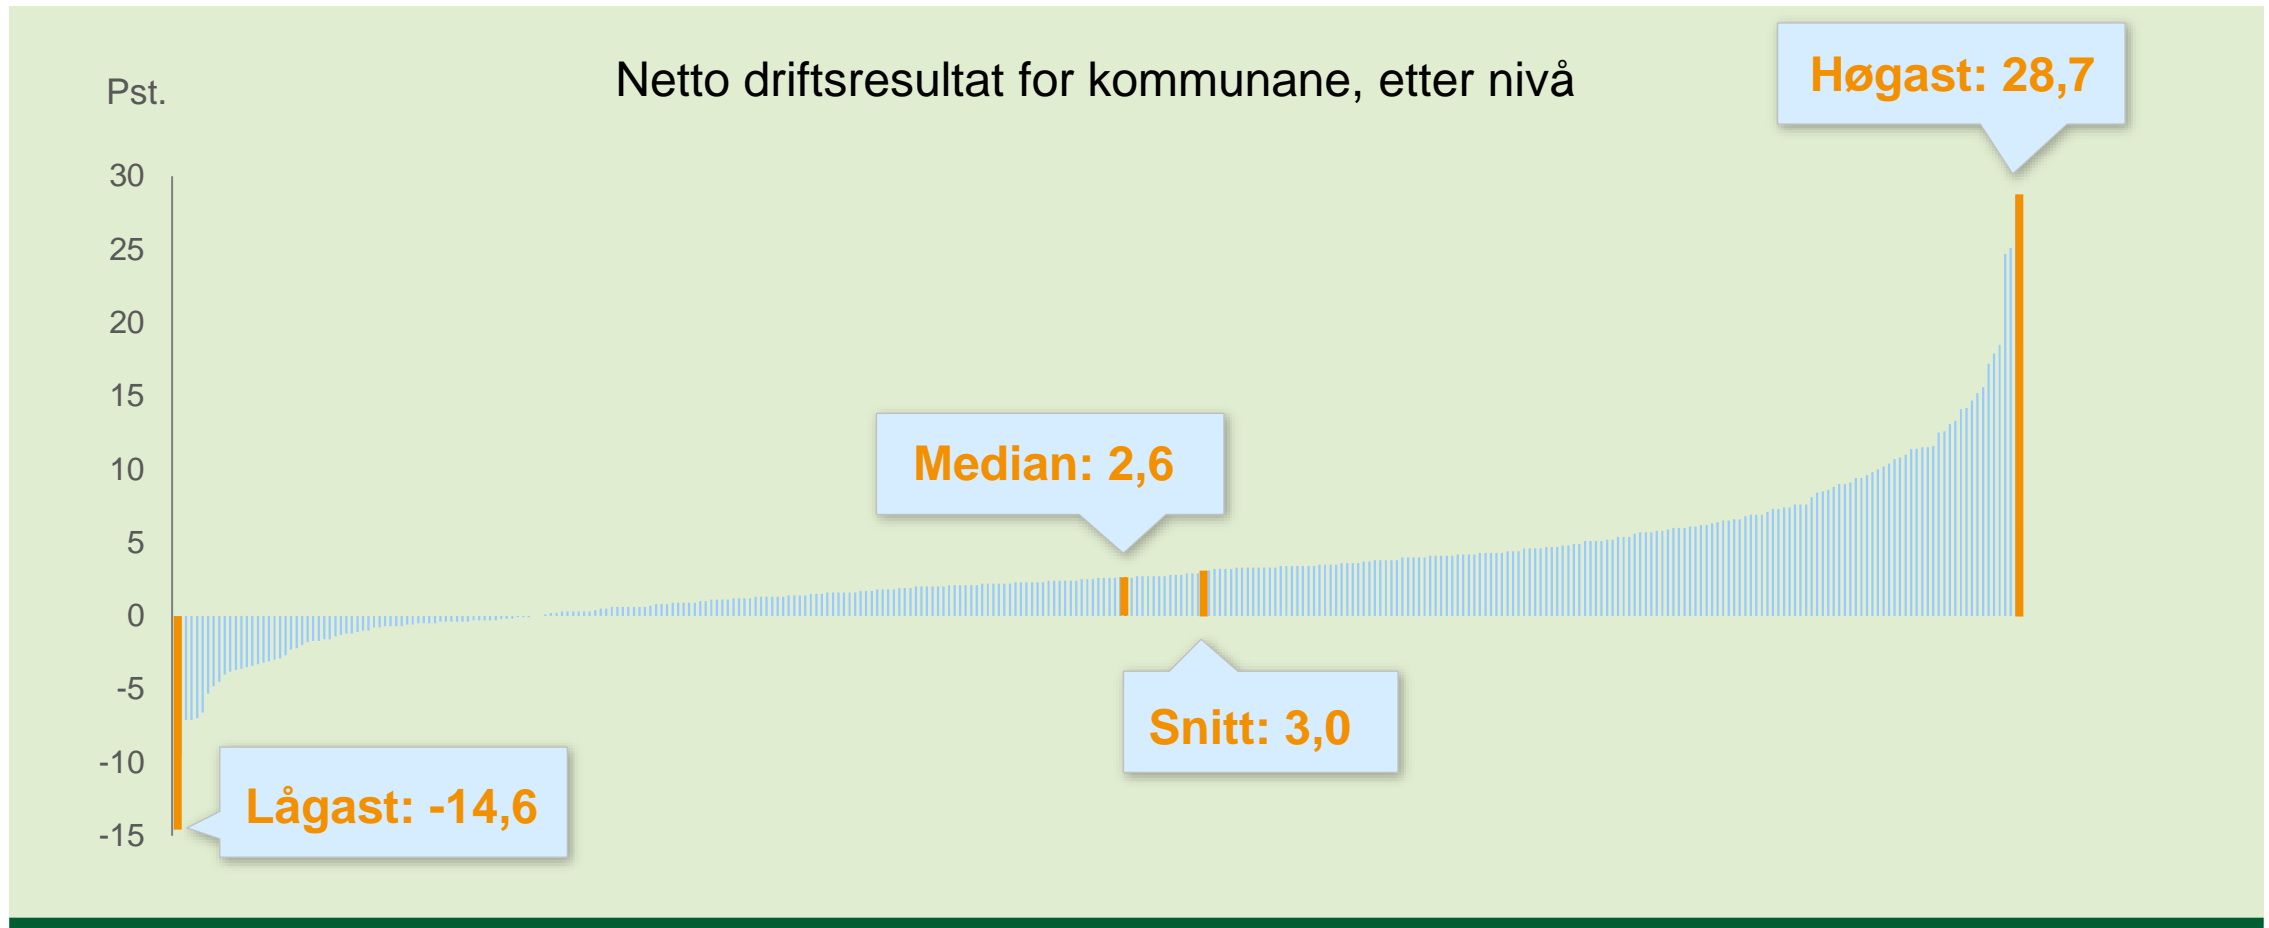 Netto driftsresultat for kommunane, etter nivå
Pst.
Høgast: 28,7
30
25
20
15
10
5
0
-5
-10
-15
Median: 2,6
Snitt: 3,0
Lågast: -14,6